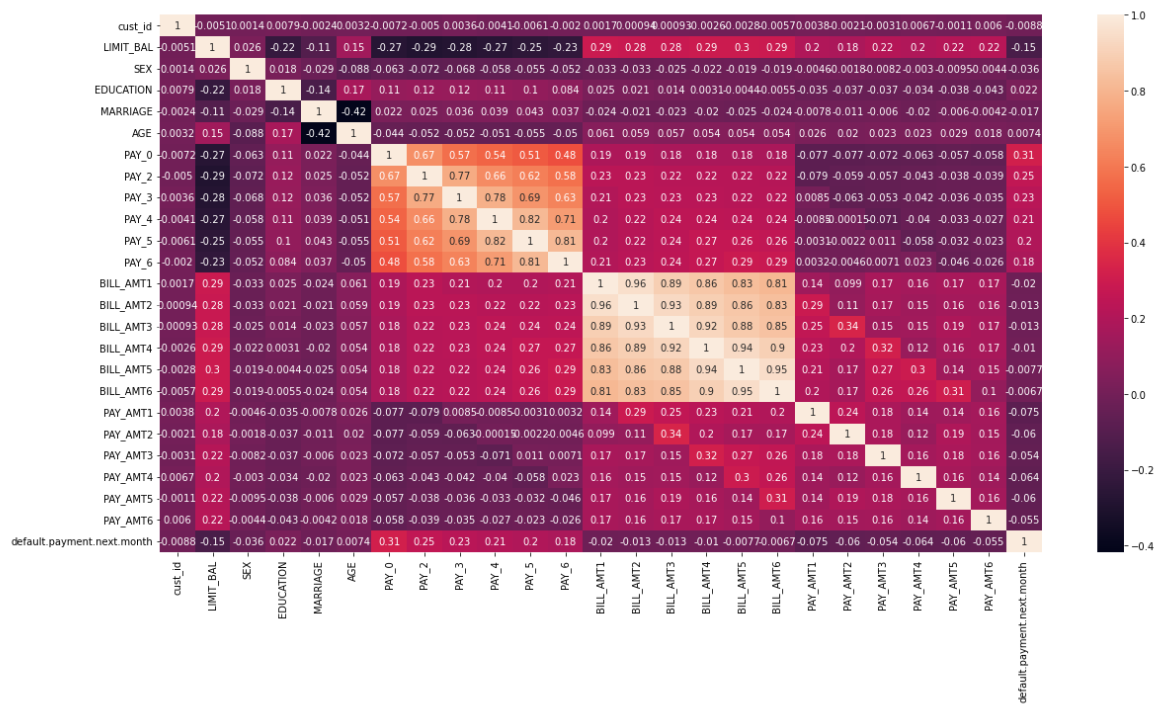 cust_id 1 -0.0051 0.0014 0.0079 -0.0024 0.0032 -0.0072 -0.005 -0.0036 -0.0041 -0.0061 -0.002 0.0017 0.00094 0.00093 -0.0026 -0.0028 -0.0057 0.0038 -0.0021 -0.0031 0.0067 -0.0011 0.006 -0.0088
LIMIT_BAL -0.0051 1 0.026 -0.22 -0.11 0.15 -0.27 -0.29 -0.28 -0.27 -0.25 -0.23 0.29 0.28 0.28 0.29 0.3 0.29 0.2 0.18 0.22 0.2 0.22 0.22 -0.15
SEX 0.0014 0.026 1 0.018 -0.029 -0.088 -0.063 -0.072 -0.068 -0.058 -0.055 -0.052 -0.033 -0.033 -0.025 -0.022 -0.019 -0.019 -0.0046 -0.0018 -0.0082 -0.003 -0.0095 -0.0044 -0.036
EDUCATION 0.0079 -0.22 0.018 1 -0.14 0.17 0.11 0.12 0.12 0.11 0.1 0.084 0.025 0.021 0.014 0.0031 -0.0044 -0.0055 -0.035 -0.037 -0.037 -0.034 -0.038 -0.043 0.022
MARRIAGE -0.0024 -0.11 -0.029 -0.14 1 -0.42 0.022 0.025 0.036 0.039 0.043 0.037 -0.024 -0.021 -0.023 -0.02 -0.025 -0.024 -0.0078 -0.011 -0.006 -0.02 -0.006 -0.0042 -0.017
AGE 0.0032 0.15 -0.088 0.17 -0.42 1 -0.044 -0.052 -0.052 -0.051 -0.055 -0.05 0.061 0.059 0.057 0.054 0.054 0.054 0.026 0.02 0.023 0.023 0.029 0.018 0.0074
PAY_0 -0.0072 -0.27 -0.063 0.11 0.022 -0.044 1 0.67 0.57 0.54 0.51 0.48 0.19 0.19 0.18 0.18 0.18 0.18 -0.077 -0.077 -0.072 -0.063 -0.057 -0.058 0.31
PAY_2 -0.005 -0.29 -0.072 0.12 0.025 -0.052 0.67 1 0.77 0.66 0.62 0.58 0.23 0.23 0.22 0.22 0.22 0.22 -0.079 -0.059 -0.057 -0.043 -0.038 -0.039 0.25
PAY_3 -0.0036 -0.28 -0.068 0.12 0.036 -0.052 0.57 0.77 1 0.78 0.69 0.63 0.21 0.23 0.23 0.23 0.22 0.22 0.0085 -0.063 -0.053 -0.042 -0.036 -0.035 0.23
PAY_4 -0.0041 -0.27 -0.058 0.11 0.039 -0.051 0.54 0.66 0.78 1 0.82 0.71 0.2 0.22 0.24 0.24 0.24 0.24 -0.0085 -0.00015 -0.071 -0.04 -0.033 -0.027 0.21
PAY_5 -0.0061 -0.25 -0.055 0.1 0.043 -0.055 0.51 0.62 0.69 0.82 1 0.81 0.2 0.22 0.24 0.27 0.26 0.26 -0.0031 -0.0022 0.011 -0.058 -0.032 -0.023 0.2
PAY_6 -0.002 -0.23 -0.052 0.084 0.037 -0.05 0.48 0.58 0.63 0.71 0.81 1 0.21 0.23 0.24 0.27 0.29 0.29 0.0032 -0.0046 0.0071 0.023 -0.046 -0.026 0.18
BILL_AMT1 0.0017 0.29 -0.033 0.025 -0.024 0.061 0.19 0.23 0.21 0.2 0.2 0.21 1 0.96 0.89 0.86 0.83 0.81 0.14 0.099 0.17 0.16 0.17 0.17 -0.02
BILL_AMT2 0.00094 0.28 -0.033 0.021 -0.021 0.059 0.19 0.23 0.23 0.22 0.22 0.23 0.96 1 0.93 0.89 0.86 0.83 0.29 0.11 0.17 0.15 0.16 0.16 -0.013
BILL_AMT3 0.00093 0.28 -0.025 0.014 -0.023 0.057 0.18 0.22 0.23 0.24 0.24 0.24 0.89 0.93 1 0.92 0.88 0.85 0.25 0.34 0.15 0.15 0.19 0.17 -0.013
BILL_AMT4 -0.0026 0.29 -0.022 0.0031 -0.02 0.054 0.18 0.22 0.23 0.24 0.27 0.27 0.86 0.89 0.92 1 0.94 0.9 0.23 0.2 0.32 0.12 0.16 0.17 -0.01
BILL_AMT5 -0.0028 0.3 -0.019 -0.0044 -0.025 0.054 0.18 0.22 0.22 0.24 0.26 0.29 0.83 0.86 0.88 0.94 1 0.95 0.21 0.17 0.27 0.3 0.14 0.15 -0.0077
BILL_AMT6 -0.0057 0.29 -0.019 -0.0055 -0.024 0.054 0.18 0.22 0.22 0.24 0.26 0.29 0.81 0.83 0.85 0.9 0.95 1 0.2 0.17 0.26 0.26 0.31 0.1 -0.0067
PAY_AMT1 0.0038 0.2 -0.0046 -0.035 -0.0078 0.026 -0.077 -0.079 0.0085 -0.0085 -0.0031 0.0032 0.14 0.29 0.25 0.23 0.21 0.2 1 0.24 0.18 0.14 0.14 0.16 -0.075
PAY_AMT2 -0.0021 0.18 -0.0018 -0.037 -0.011 0.02 -0.077 -0.059 -0.063 -0.00015 -0.0022 -0.0046 0.099 0.11 0.34 0.2 0.17 0.17 0.24 1 0.18 0.12 0.19 0.15 -0.06
PAY_AMT3 -0.0031 0.22 -0.0082 -0.037 -0.006 0.023 -0.072 -0.057 -0.053 -0.071 0.011 0.0071 0.17 0.17 0.15 0.32 0.27 0.26 0.18 0.18 1 0.16 0.18 0.16 -0.054
PAY_AMT4 0.0067 0.2 -0.003 -0.034 -0.02 0.023 -0.063 -0.043 -0.042 -0.04 -0.058 0.023 0.16 0.15 0.15 0.12 0.3 0.26 0.14 0.12 0.16 1 0.16 0.14 -0.064
PAY_AMT5 -0.0011 0.22 -0.0095 -0.038 -0.006 0.029 -0.057 -0.038 -0.036 -0.033 -0.032 -0.046 0.17 0.16 0.19 0.16 0.14 0.31 0.14 0.19 0.18 0.16 1 0.16 -0.06
PAY_AMT6 0.006 0.22 -0.0044 -0.043 -0.0042 0.018 -0.058 -0.039 -0.035 -0.027 -0.023 -0.026 0.17 0.16 0.17 0.17 0.15 0.1 0.16 0.15 0.16 0.14 0.16 1 -0.055
default.payment.next.month -0.0088 -0.15 -0.036 0.022 -0.017 0.0074 0.31 0.25 0.23 0.21 0.2 0.18 -0.02 -0.013 -0.013 -0.01 -0.0077 -0.0067 -0.075 -0.06 -0.054 -0.064 -0.06 -0.055 1
cust_id LIMIT_BAL SEX EDUCATION MARRIAGE AGE PAY_0 PAY_2 PAY_3 PAY_4 PAY_5 PAY_6 BILL_AMT1 BILL_AMT2 BILL_AMT3 BILL_AMT4 BILL_AMT5 BILL_AMT6 PAY_AMT1 PAY_AMT2 PAY_AMT3 PAY_AMT4 PAY_AMT5 PAY_AMT6 default.payment.next.month
1.0
0.8
0.6
0.4
0.2
0.0
−0.2
−0.4